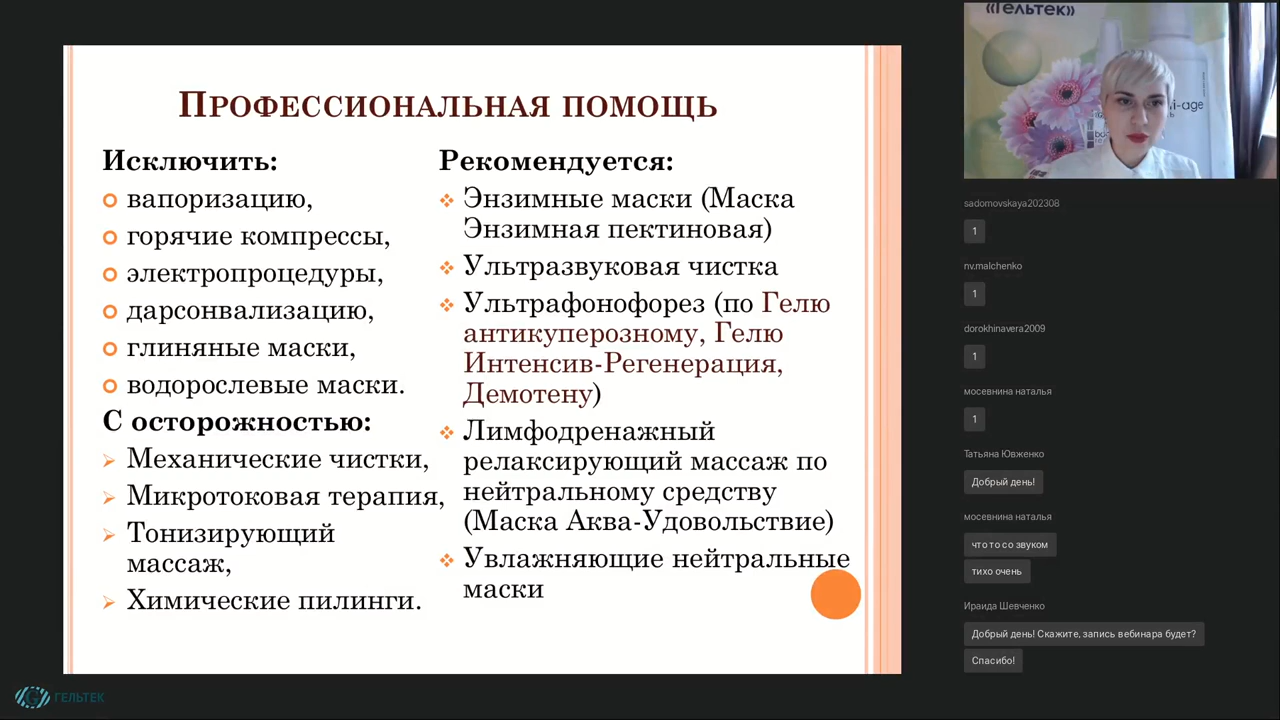 Профессиональная помощь
Исключить:
вапоризацию,
горячие компрессы,
электропроцедуры,
дарсонвализацию,
глиняные маски,
водорослевые маски.
С осторожностью:
Механические чистки,
Микротоковая терапия,
Тонизирующий
массаж,
Химические пилинги.
Рекомендуется:
Энзимные маски (Маска
Энзимная пектиновая)
Ультразвуковая чистка
Ультрафонофорез (по Гелю
антикуперозному, Гелю
Интенсив-Регенерация,
Демотену)
Лимфодренажный
релаксирующий массаж по
нейтральному средству
(Маска Аква-Удовольствие)
Увлажняющие нейтральные
маски
ГЕЛЬТЕК
«Гельтек»
i-age
sadomovskaya202308
1
nv.malchenko
1
dorokhinavera2009
1
мосевнина наталья
1
Татьяна Ювженко
Добрый день!
мосевнина наталья
что то со звуком
тихо очень
Ираида Шевченко
Добрый день! Скажите, запись вебинара будет?
Спасибо!